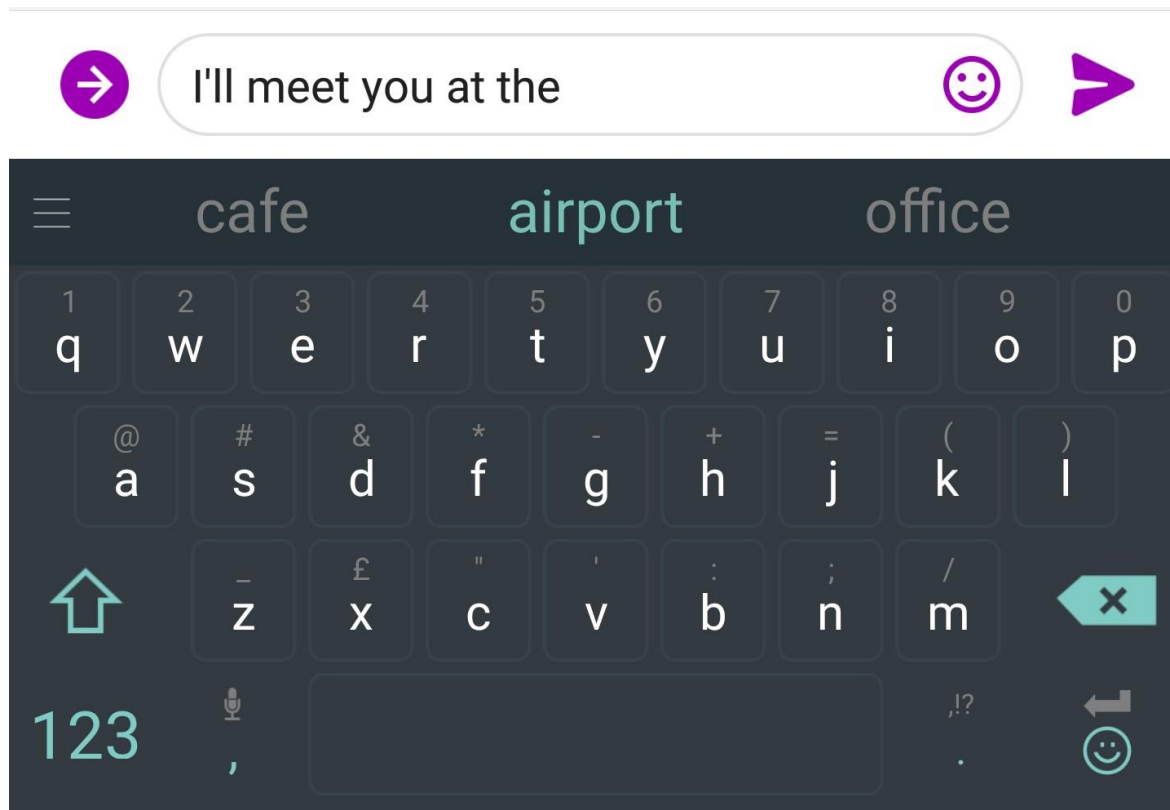 I'll meet you at the
cafe airport office
1 2 3 4 5 6 7 8 9 0
q w e r t y u i o p
@ # & * - + = ( )
a s d f g h j k l
_ £ " ' : ; /
z x c v b n m
123 , ,!? .